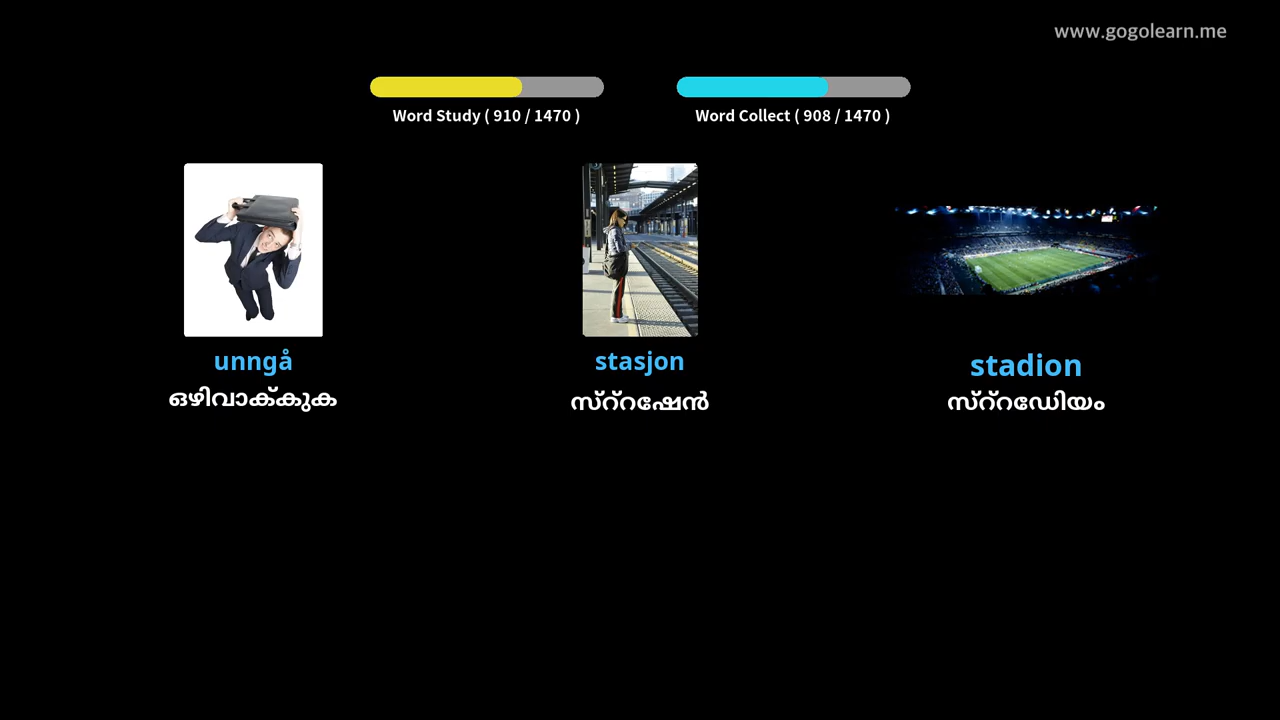 www.gogolearn.me
Word Study ( 910 / 1470 )
Word Collect ( 908 / 1470 )
unngå
stasjon
stadion
ഒഴിവാക്കുക
സ്റ്റേഷൻ
സ്റ്റേഡിയം